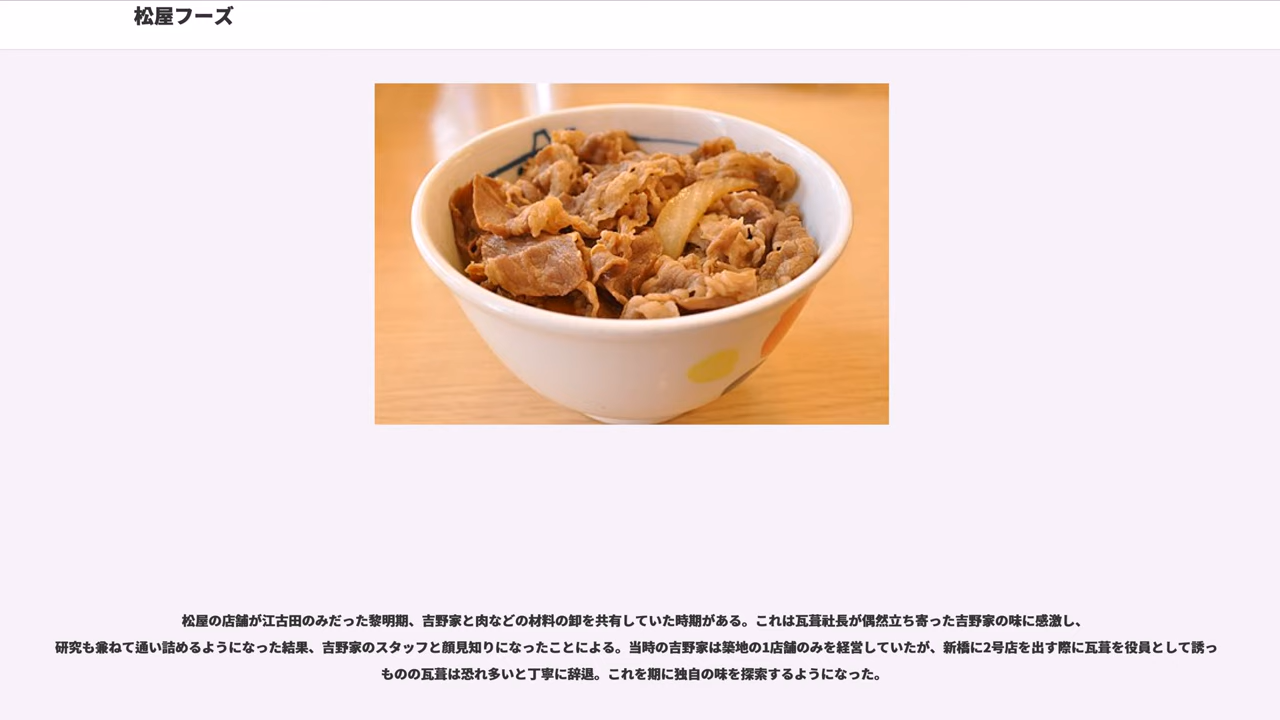 松屋フーズ
松屋の店舗が江古田のみだった黎明期、吉野家と肉などの材料の卸を共有していた時期がある。これは瓦葺社長が偶然立ち寄った吉野家の味に感激し、
研究も兼ねて通い詰めるようになった結果、吉野家のスタッフと顔見知りになったことによる。当時の吉野家は築地の1店舗のみを経営していたが、新橋に2号店を出す際に瓦葺を役員として誘っ
ものの瓦葺は恐れ多いと丁寧に辞退。これを期に独自の味を探索するようになった。